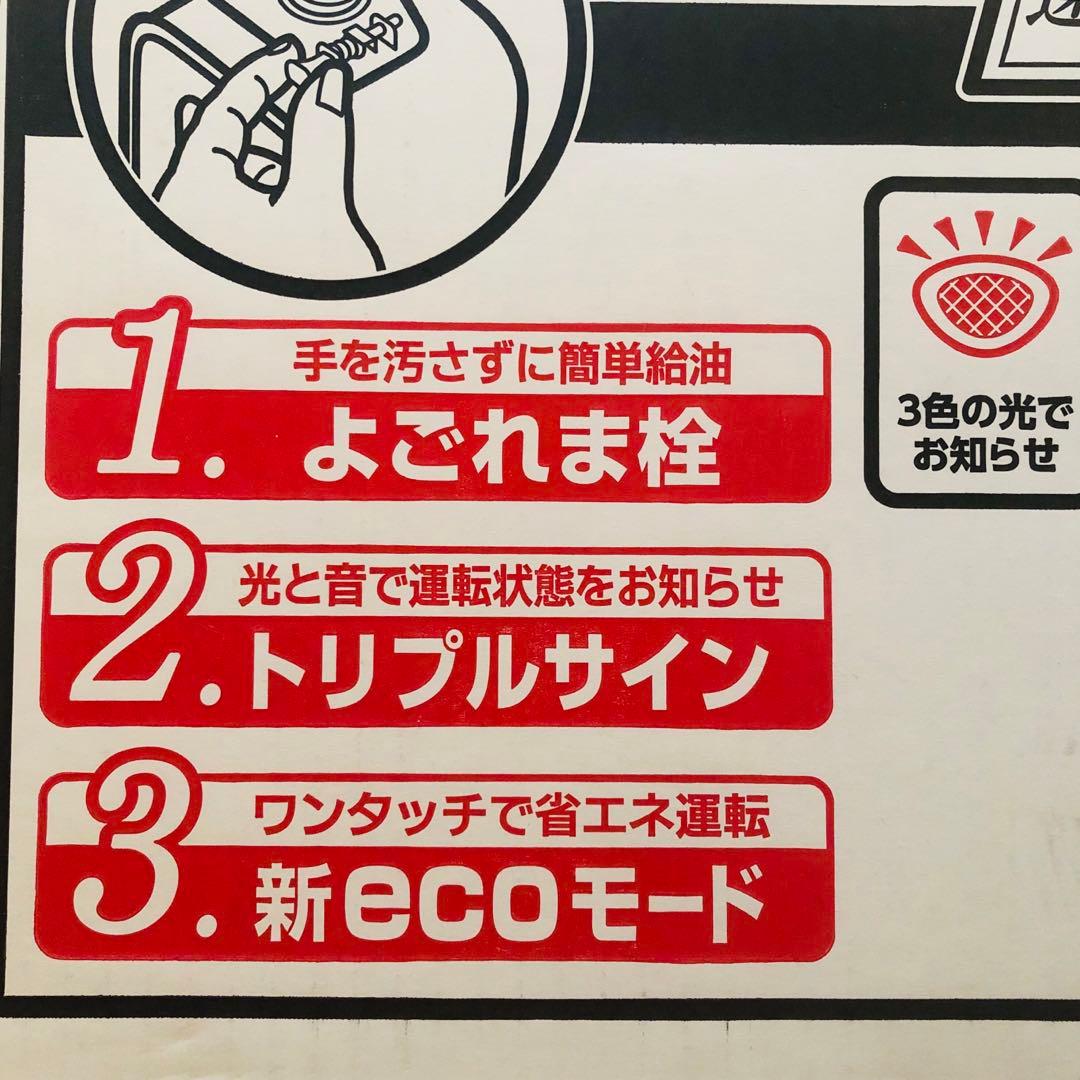 1. 手を汚さずに簡単給油
よごれま栓
2. 光と音で運転状態をお知らせ
トリプルサイン
3. ワンタッチで省エネ運転
新ecoモード
3色の光で
お知らせ